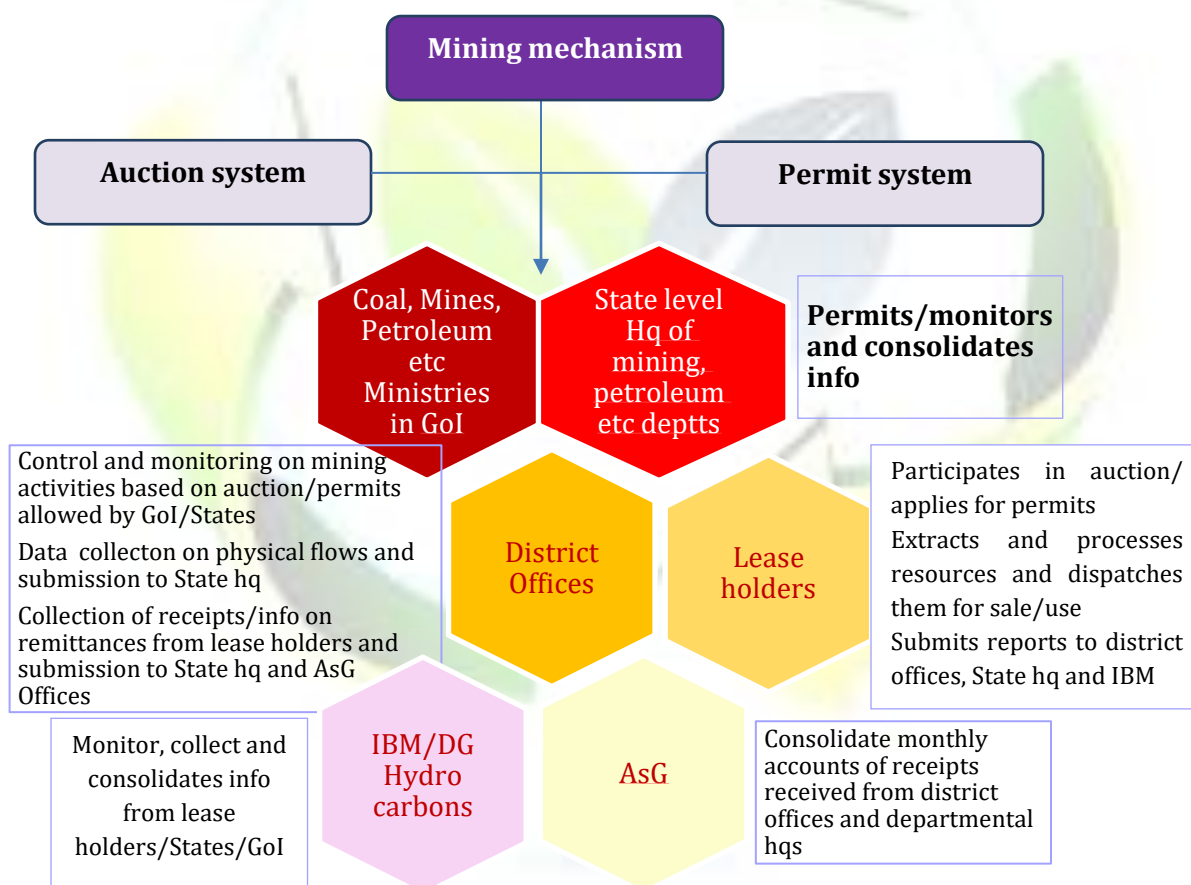 Mining mechanism
Auction system
Permit system
Coal, Mines,
Petroleum
etc
Ministries
in GoI
State level
Hq of
mining,
petroleum
etc deptts
Permits/monitors
and consolidates
info
Control and monitoring on mining
activities based on auction/permits
allowed by GoI/States
Data collecton on physical flows and
submission to State hq
Collection of receipts/info on
remittances from lease holders and
submission to State hq and AsG
Offices
District
Offices
Lease
holders
Participates in auction/
applies for permits
Extracts and processes
resources and dispatches
them for sale/use
Submits reports to district
offices, State hq and IBM
Monitor, collect and
consolidates info
from lease
holders/States/GoI
IBM/DG
Hydro
carbons
AsG
Consolidate monthly
accounts of receipts
received from district
offices and departmental
hqs